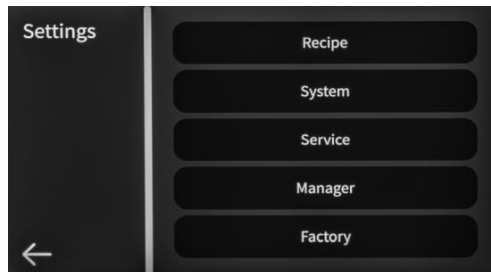 Settings
Recipe
System
Service
Manager
Factory